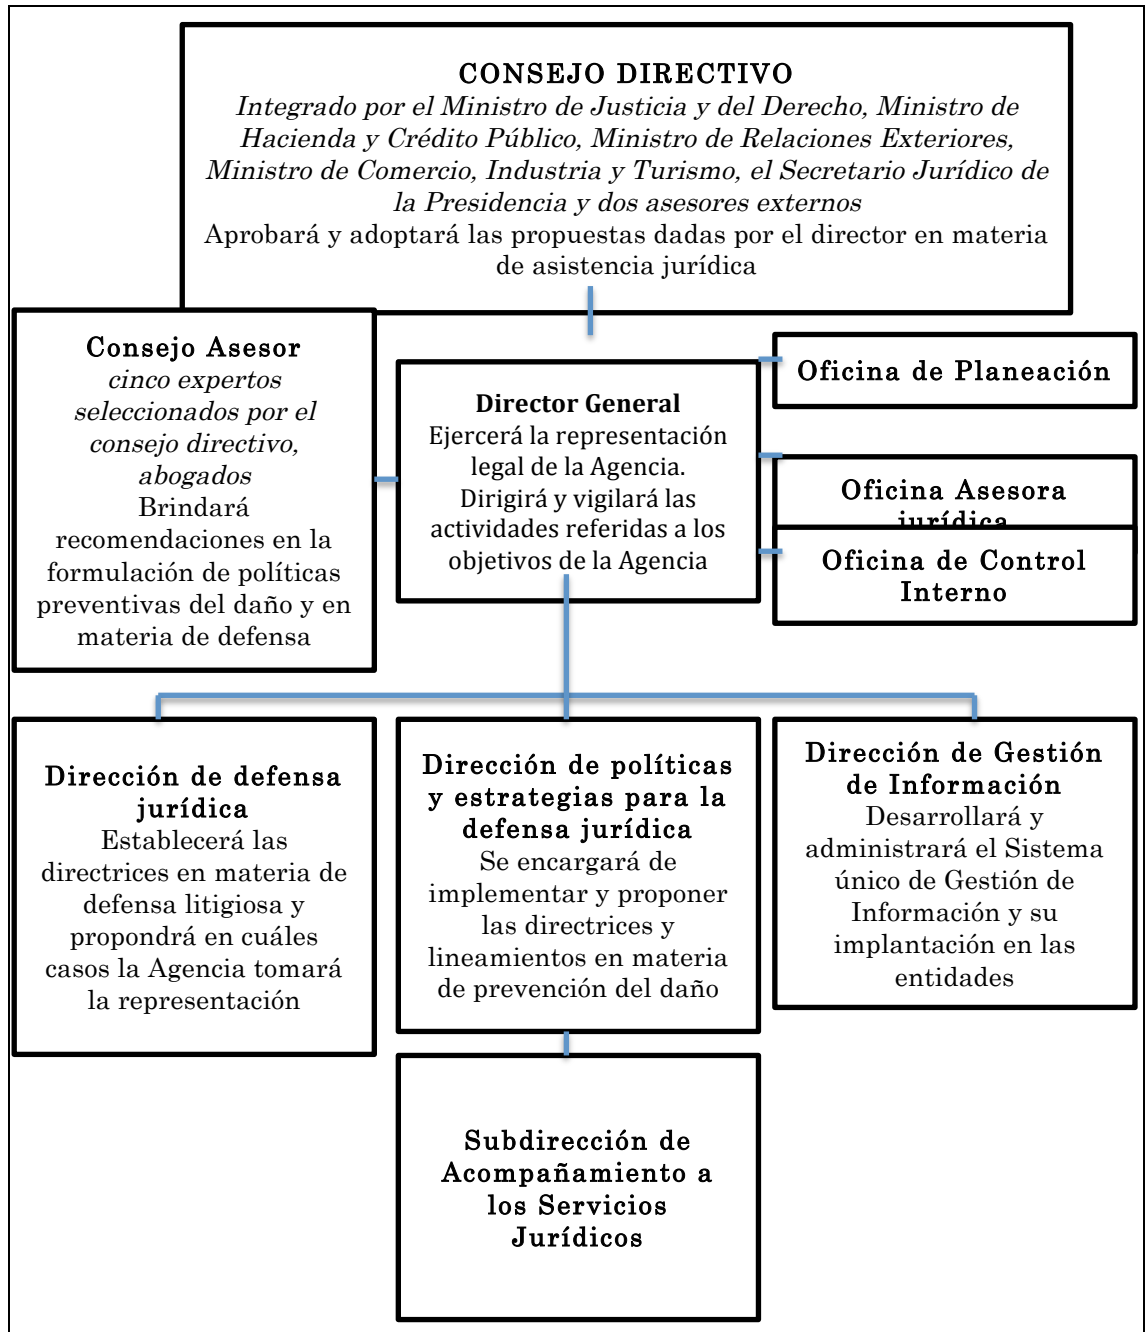 CONSEJO DIRECTIVO
Integrado por el Ministro de Justicia y del Derecho, Ministro de
Hacienda y Crédito Público, Ministro de Relaciones Exteriores,
Ministro de Comercio, Industria y Turismo, el Secretario Jurídico de
la Presidencia y dos asesores externos
Aprobará y adoptará las propuestas dadas por el director en materia
de asistencia jurídica
Consejo Asesor
cinco expertos
seleccionados por el
consejo directivo,
abogados
Brindará
recomendaciones en la
formulación de políticas
preventivas del daño y en
materia de defensa
Director General
Ejercerá la representación
legal de la Agencia.
Dirigirá y vigilará las
actividades referidas a los
objetivos de la Agencia
Oficina de Planeación
Oficina Asesora
jurídica
Oficina de Control
Interno
Dirección de defensa
jurídica
Establecerá las
directrices en materia de
defensa litigiosa y
propondrá en cuáles
casos la Agencia tomará
la representación
Dirección de políticas
y estrategias para la
defensa jurídica
Se encargará de
implementar y proponer
las directrices y
lineamientos en materia
de prevención del daño
Dirección de Gestión
de Información
Desarrollará y
administrará el Sistema
único de Gestión de
Información y su
implantación en las
entidades
Subdirección de
Acompañamiento a
los Servicios
Jurídicos